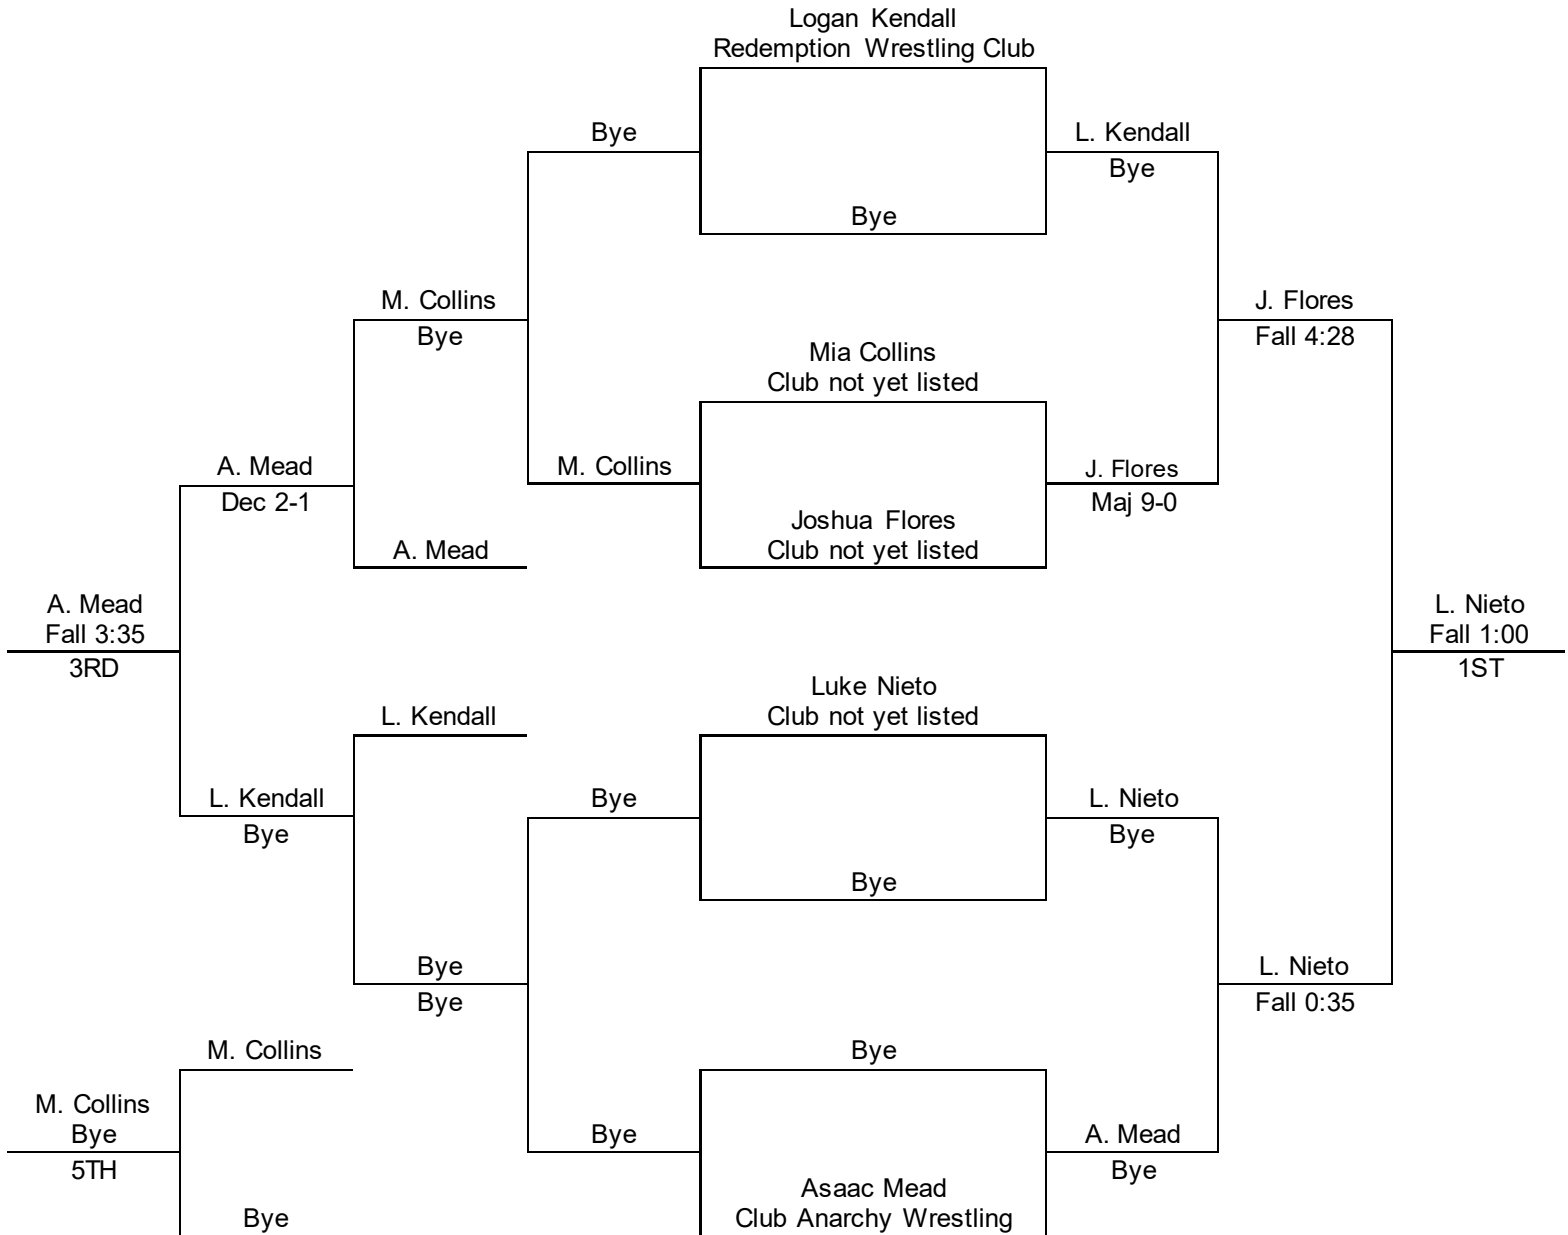 Logan Kendall
Redemption Wrestling Club
Bye
L. Kendall
Bye
Bye
M. Collins
Bye
J. Flores
Fall 4:28
Mia Collins
Club not yet listed
A. Mead
Dec 2-1
M. Collins
J. Flores
Maj 9-0
Joshua Flores
Club not yet listed
A. Mead
A. Mead
Fall 3:35
3RD
L. Nieto
Fall 1:00
1ST
Luke Nieto
Club not yet listed
L. Kendall
L. Kendall
Bye
Bye
L. Nieto
Bye
Bye
Bye
Bye
L. Nieto
Fall 0:35
M. Collins
Bye
M. Collins
Bye
5TH
Bye
A. Mead
Bye
Asaac Mead
Club Anarchy Wrestling
Bye